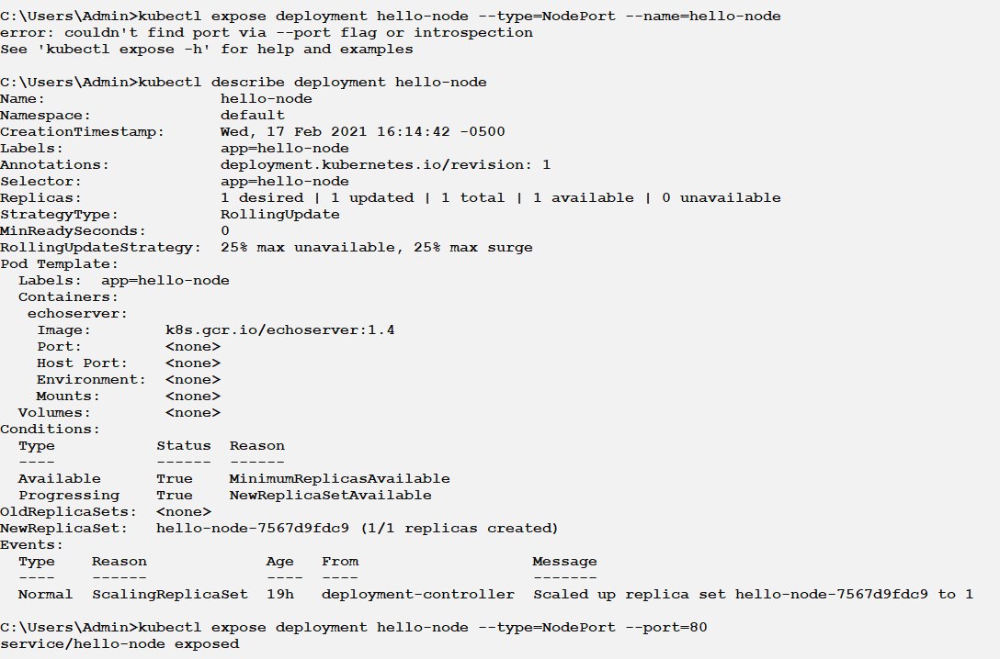 C:\Users\Admin>kubectl expose deployment hello-node --type=NodePort --name=hello-node
error: couldn't find port via --port flag or introspection
See 'kubectl expose -h' for help and examples

C:\Users\Admin>kubectl describe deployment hello-node
Name:                   hello-node
Namespace:              default
CreationTimestamp:      Wed, 17 Feb 2021 16:14:42 -0500
Labels:                 app=hello-node
Annotations:            deployment.kubernetes.io/revision: 1
Selector:               app=hello-node
Replicas:               1 desired | 1 updated | 1 total | 1 available | 0 unavailable
StrategyType:           RollingUpdate
MinReadySeconds:        0
RollingUpdateStrategy:  25% max unavailable, 25% max surge
Pod Template:
  Labels:  app=hello-node
  Containers:
   echoserver:
    Image:        k8s.gcr.io/echoserver:1.4
    Port:         <none>
    Host Port:    <none>
    Environment:  <none>
    Mounts:       <none>
  Volumes:        <none>
Conditions:
  Type           Status  Reason
  ----           ------  ------
  Available      True    MinimumReplicasAvailable
  Progressing    True    NewReplicaSetAvailable
OldReplicaSets:  <none>
NewReplicaSet:   hello-node-7567d9fdc9 (1/1 replicas created)
Events:
  Type    Reason             Age   From                   Message
  ----    ------             ----  ----                   -------
  Normal  ScalingReplicaSet  19h   deployment-controller  Scaled up replica set hello-node-7567d9fdc9 to 1

C:\Users\Admin>kubectl expose deployment hello-node --type=NodePort --port=80
service/hello-node exposed